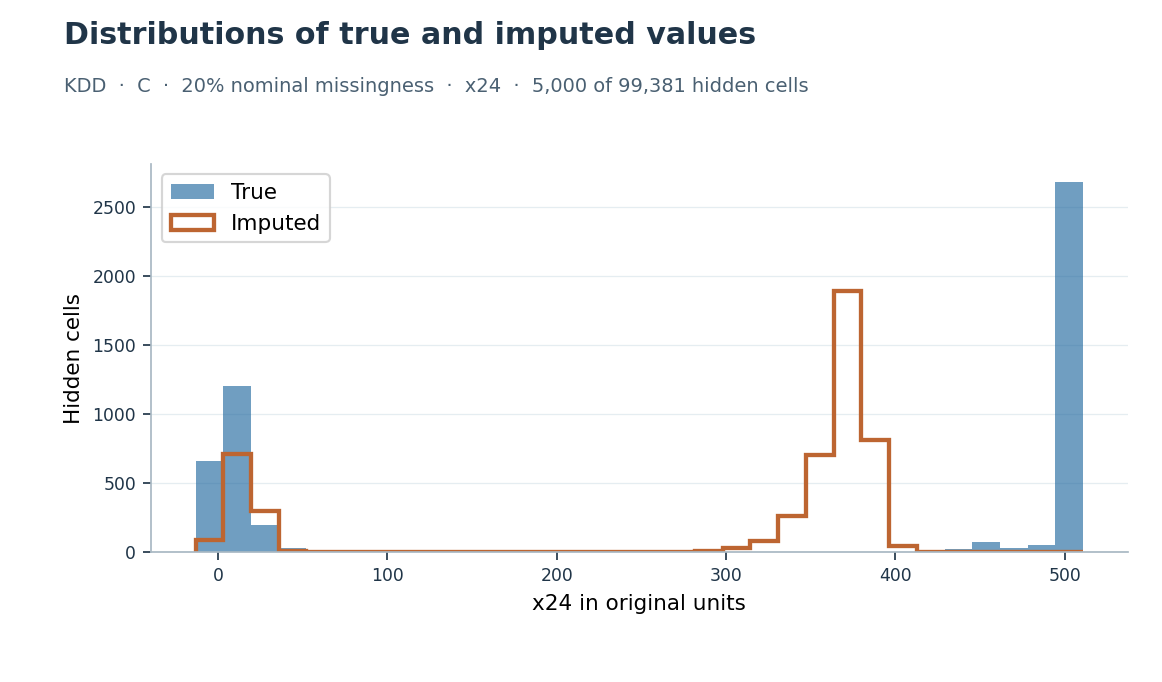 Distributions of true and imputed values
KDD · C · 20% nominal missingness · x24 · 5,000 of 99,381 hidden cells
True
Imputed
Hidden cells
2500
2000
1500
1000
500
0
0 100 200 300 400 500
x24 in original units